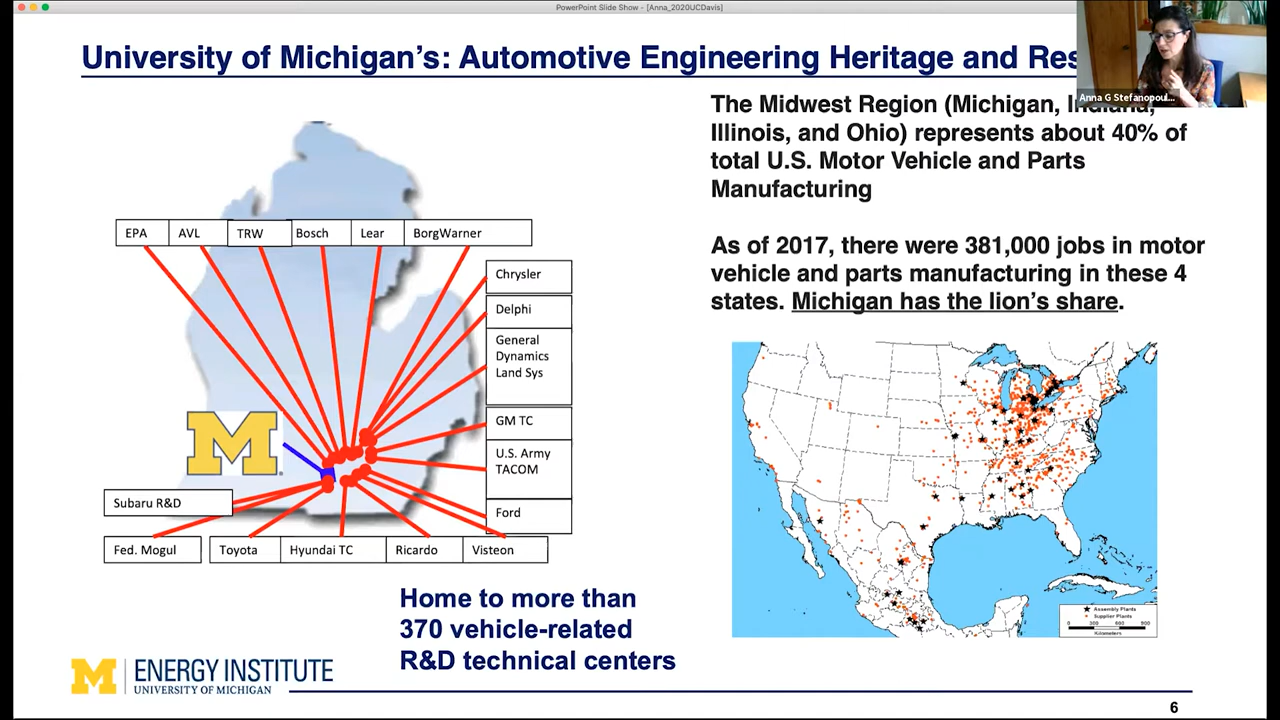 PowerPoint Slide Show - [Anna_2020UCDavis]
University of Michigan's: Automotive Engineering Heritage and
Anna G Stefanopoul...
The Midwest Region (Michigan, Indiana,
Illinois, and Ohio) represents about 40% of
total U.S. Motor Vehicle and Parts
Manufacturing
As of 2017, there were 381,000 jobs in motor
vehicle and parts manufacturing in these 4
states. Michigan has the lion's share.
EPA
AVL
TRW
Bosch
Lear
BorgWarner
Chrysler
Delphi
General
Dynamics
Land Sys
GM TC
U.S. Army
TACOM
Ford
M
Subaru R&D
Fed. Mogul
Toyota
Hyundai TC
Ricardo
Visteon
Assembly Plants
Supplier Plants
0 300 600 900
Kilometers
Home to more than
370 vehicle-related
R&D technical centers
M
ENERGY INSTITUTE
UNIVERSITY OF MICHIGAN
6